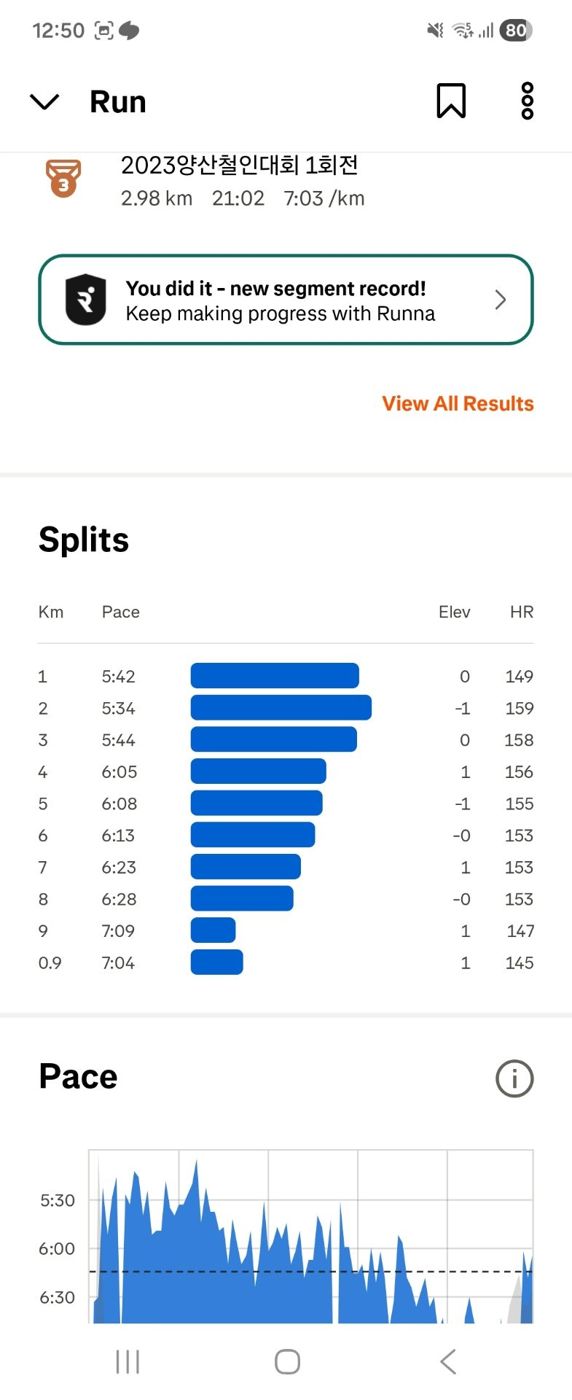 12:50 80
Run
3
2023양산철인대회 1회전
2.98 km 21:02 7:03 /km
You did it - new segment record!
Keep making progress with Runna
View All Results
Splits
Km Pace Elev HR
1 5:42 0 149
2 5:34 -1 159
3 5:44 0 158
4 6:05 1 156
5 6:08 -1 155
6 6:13 -0 153
7 6:23 1 153
8 6:28 -0 153
9 7:09 1 147
0.9 7:04 1 145
Pace
5:30
6:00
6:30